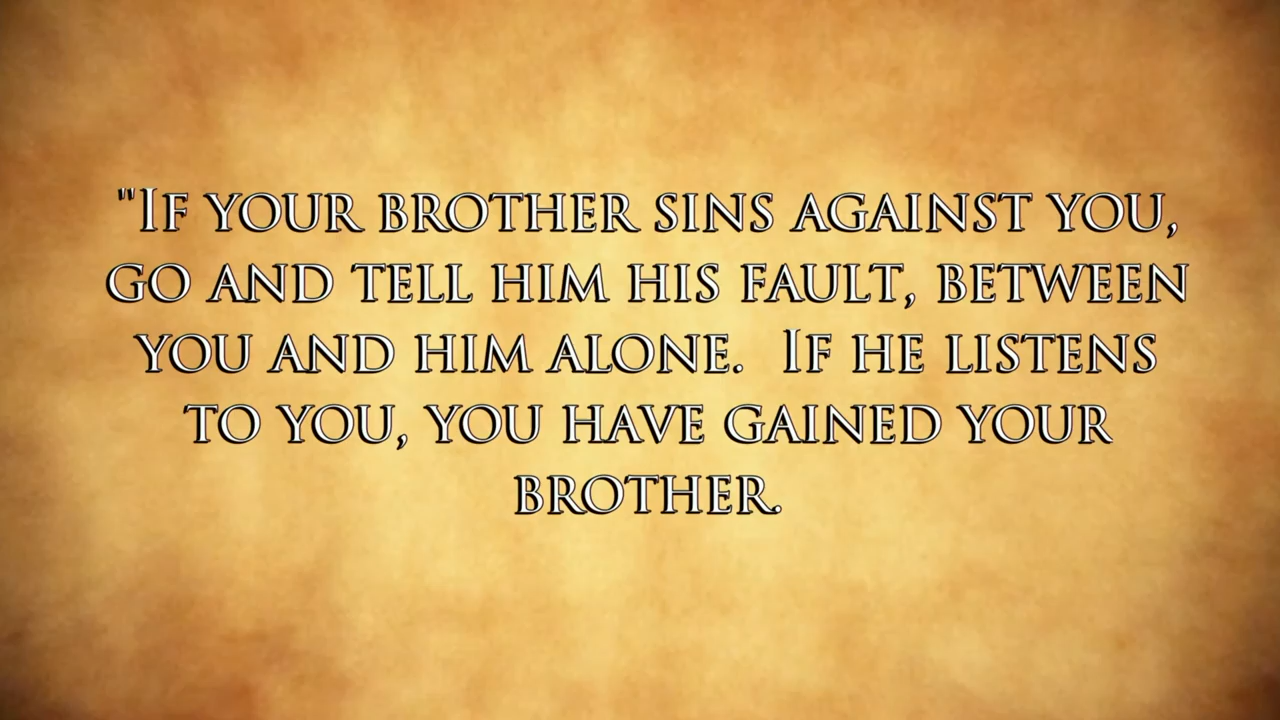 "If your brother sins against you,
go and tell him his fault, between
you and him alone.  If he listens
to you, you have gained your
brother.